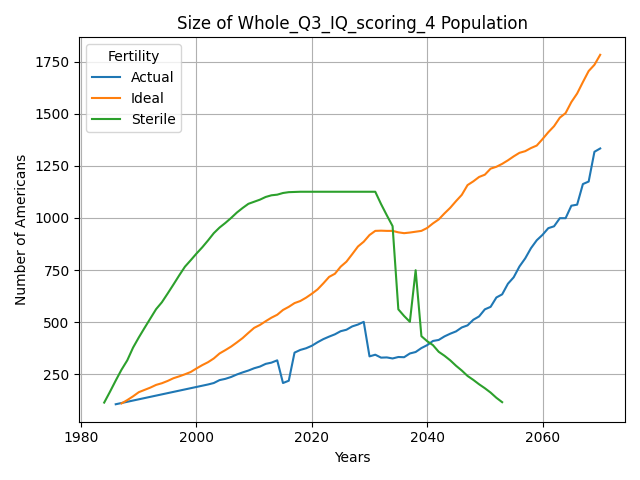 Size of Whole_Q3_IQ_scoring_4 Population
Fertility
Actual
Ideal
Sterile
Number of Americans
1750
1500
1250
1000
750
500
250
1980
2000
2020
2040
2060
Years